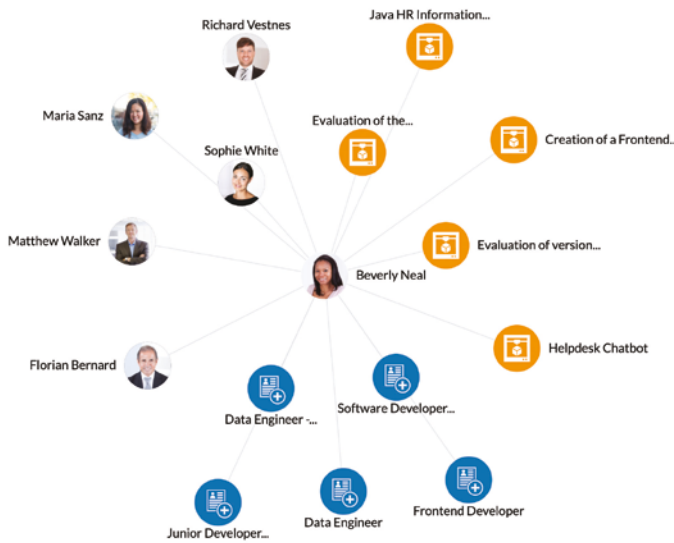 Richard Vestnes
Java HR Information...
Maria Sanz
Evaluation of the...
Creation of a Frontend..
Sophie White
Matthew Walker
Evaluation of version...
Beverly Neal
Helpdesk Chatbot
Florian Bernard
Software Developer...
Data Engineer -...
Frontend Developer
Data Engineer
Junior Developer...